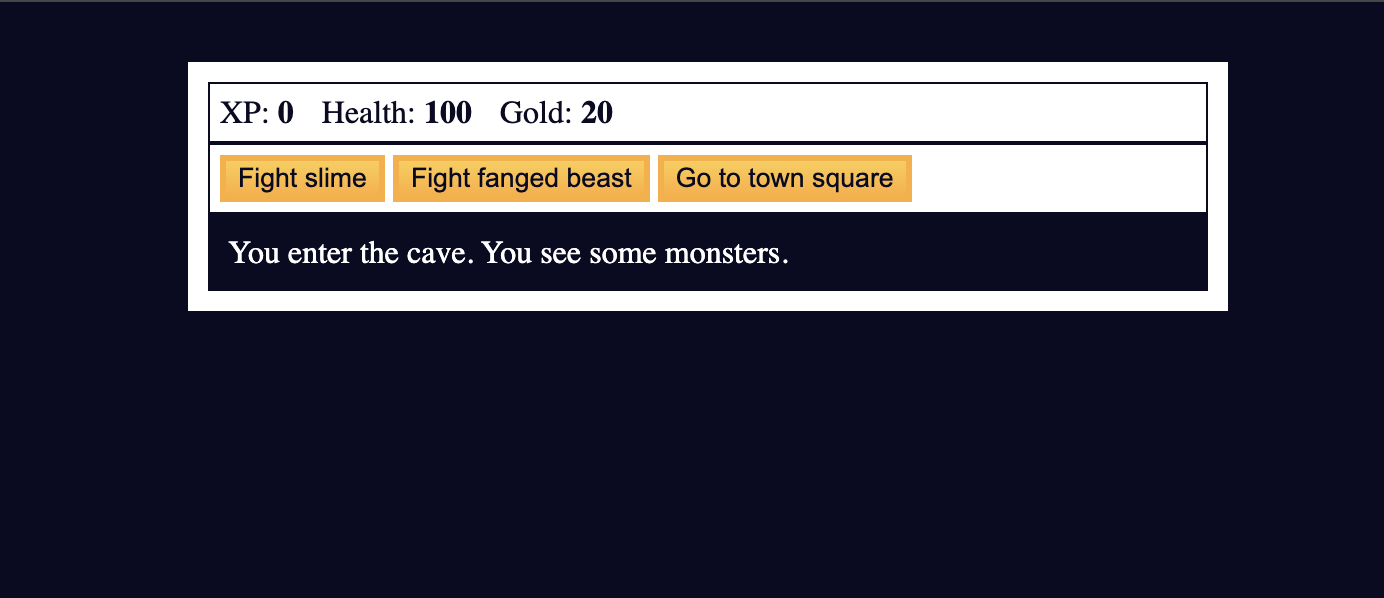 XP: 0 Health: 100 Gold: 20
Fight slime Fight fanged beast Go to town square
You enter the cave. You see some monsters.